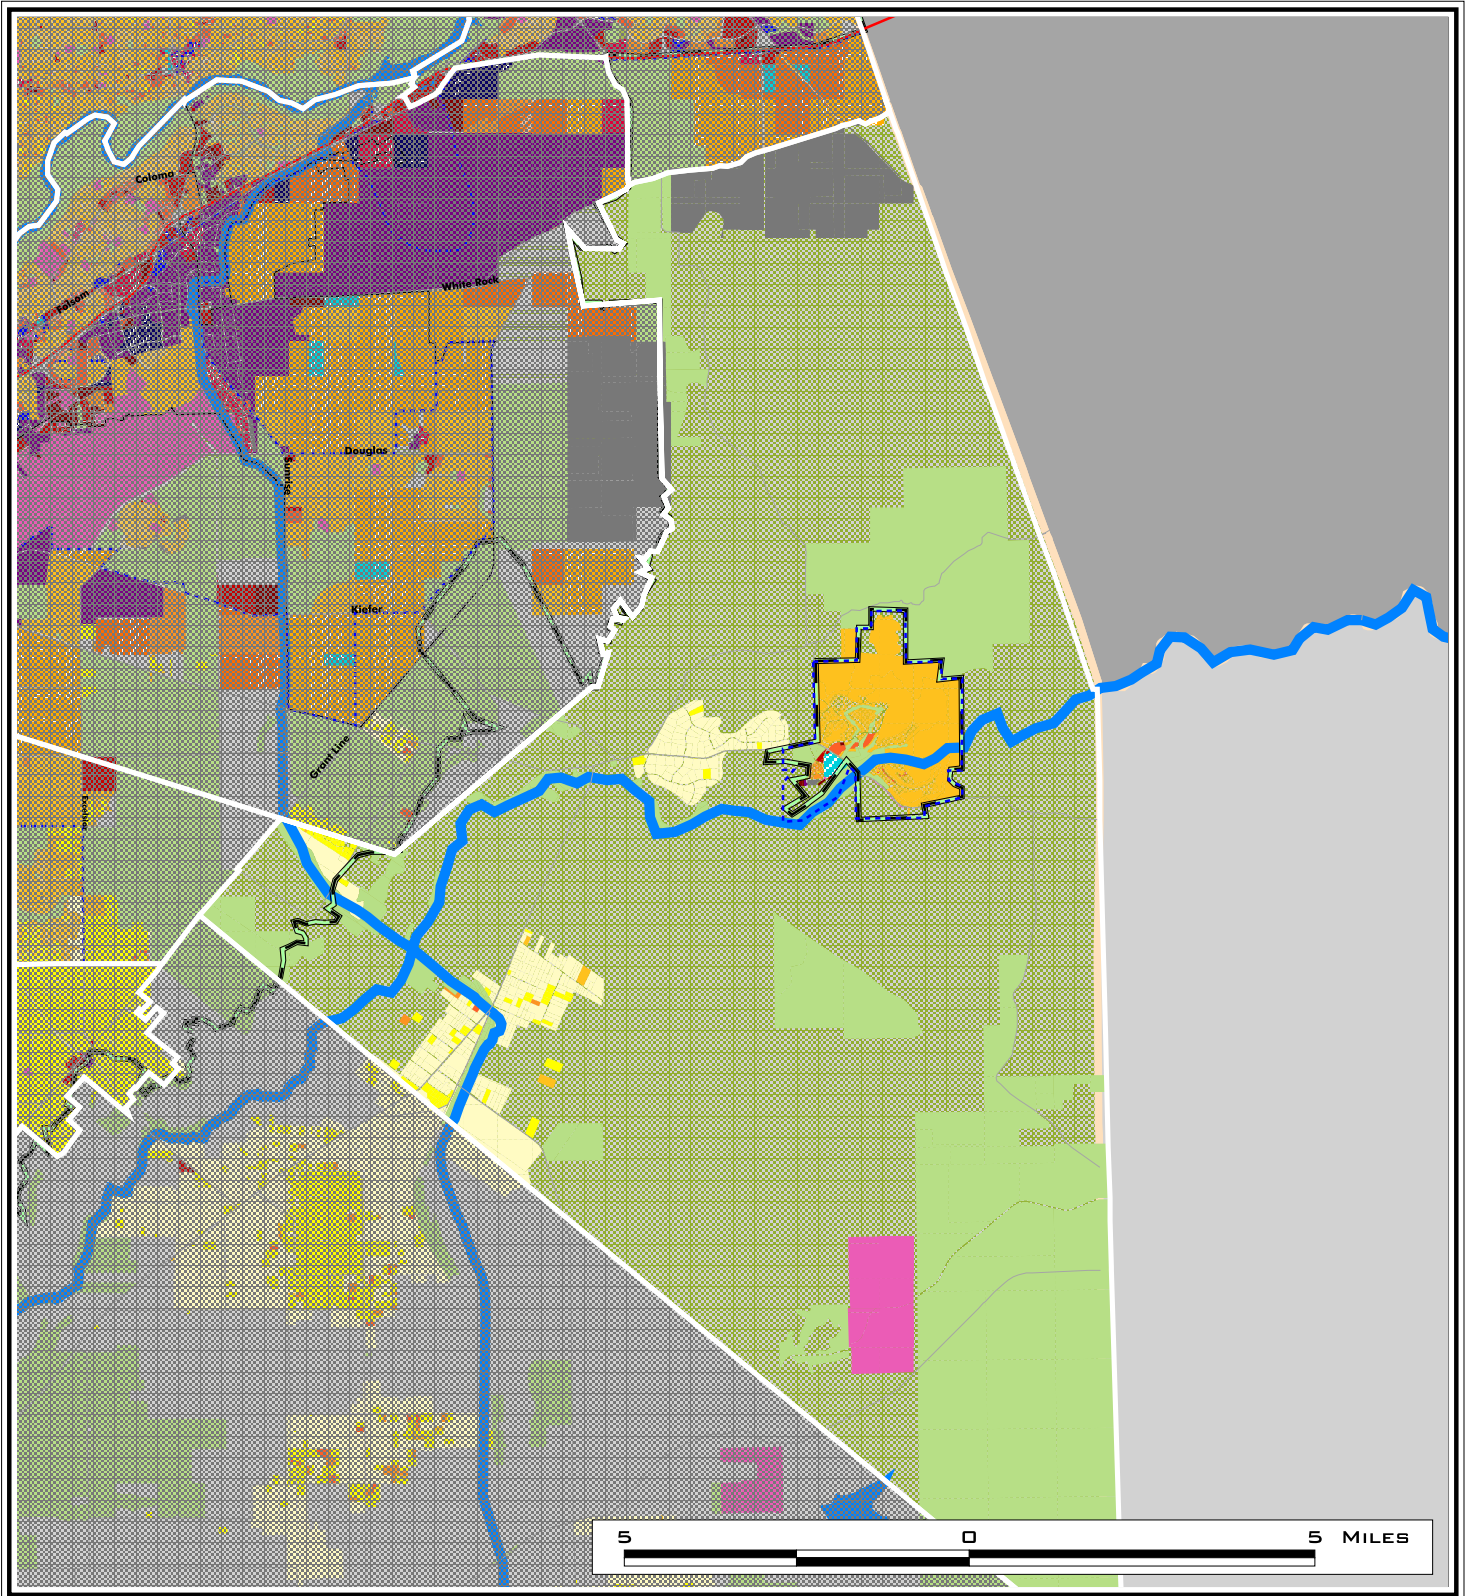 Coloma
Folsom
White Rock
Douglas
Sunrise
Kiefer
Grant Line
5 0 5 MILES